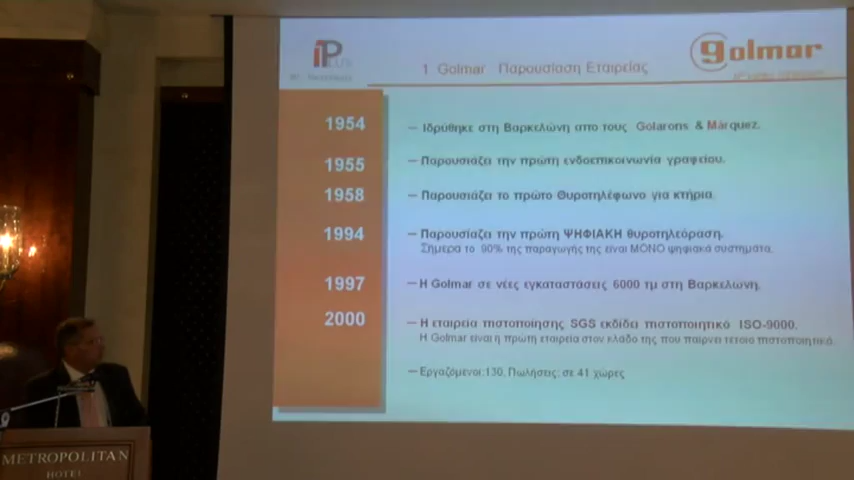 iP
LUX
golmar
1 Golmar Παρουσίαση Εταιρείας
1954 — Ιδρύθηκε στη Βαρκελώνη απο τους Golarons & Márquez.
1955 — Παρουσιάζει την πρώτη ενδοεπικοινωνία γραφείου.
1958 — Παρουσιάζει το πρώτο Θυροτηλέφωνο για κτήρια.
1994 — Παρουσίαζει την πρώτη ΨΗΦΙΑΚΗ θυροτηλεόραση.
Σήμερα το 90% της παραγωγής της είναι ΜΟΝΟ ψηφιακά συστήματα.
1997 — Η Golmar σε νέες εγκαταστάσεις 6000 τμ στη Βαρκελώνη.
2000 — Η εταιρεία πιστοποίησης SGS εκδίδει πιστοποιητικό ISO-9000.
Η Golmar είναι η πρώτη εταιρεία στον κλάδο της που παίρνει τέτοιο πιστοποιητικό.
— Εργαζόμενοι:130, Πωλήσεις: σε 41 χώρες
METROPOLITAN
HOTEL